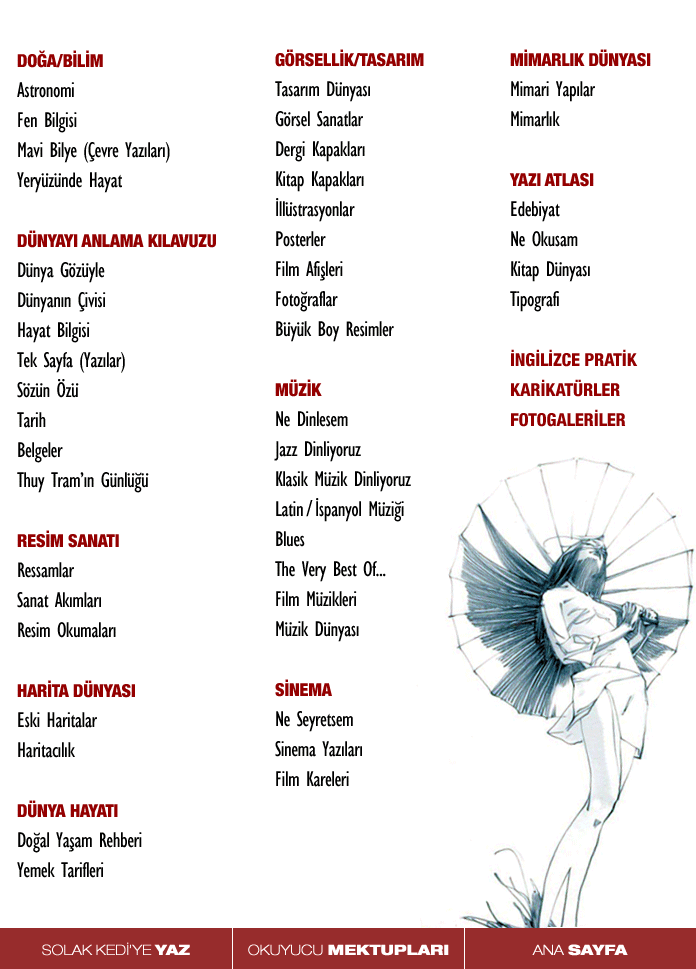 DOĞA/BİLİM
Astronomi
Fen Bilgisi
Mavi Bilye (Çevre Yazıları)
Yeryüzünde Hayat
DÜNYAYI ANLAMA KILAVUZU
Dünya Gözüyle
Dünyanın Çivisi
Hayat Bilgisi
Tek Sayfa (Yazılar)
Sözün Özü
Tarih
Belgeler
Thuy Tram'ın Günlüğü
RESİM SANATI
Ressamlar
Sanat Akımları
Resim Okumaları
HARİTA DÜNYASI
Eski Haritalar
Haritacılık
DÜNYA HAYATI
Doğal Yaşam Rehberi
Yemek Tarifleri
GÖRSELLİK/TASARIM
Tasarım Dünyası
Görsel Sanatlar
Dergi Kapakları
Kitap Kapakları
İllüstrasyonlar
Posterler
Film Afişleri
Fotoğraflar
Büyük Boy Resimler
MÜZİK
Ne Dinlesem
Jazz Dinliyoruz
Klasik Müzik Dinliyoruz
Latin / İspanyol Müziği
Blues
The Very Best Of...
Film Müzikleri
Müzik Dünyası
SİNEMA
Ne Seyretsem
Sinema Yazıları
Film Kareleri
MİMARLIK DÜNYASI
Mimari Yapılar
Mimarlık
YAZI ATLASI
Edebiyat
Ne Okusam
Kitap Dünyası
Tipografi
İNGİLİZCE PRATİK
KARİKATÜRLER
FOTOGALERİLER
SOLAK KEDİ'YE YAZ
OKUYUCU MEKTUPLARI
ANA SAYFA